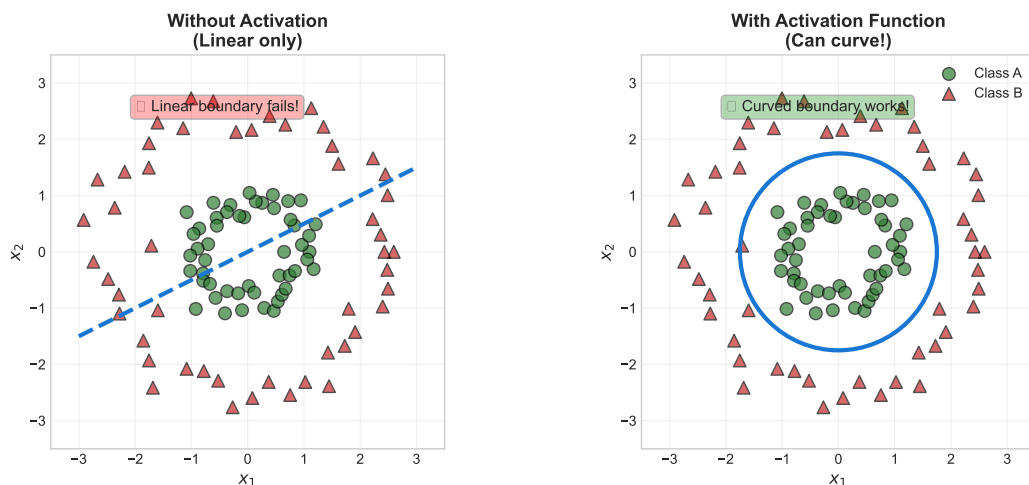 Without Activation
(Linear only)
3
2
1
0
−1
−2
−3
x₂
−3 −2 −1 0 1 2 3
x₁
▯ Linear boundary fails!
With Activation Function
(Can curve!)
3
2
1
0
−1
−2
−3
x₂
−3 −2 −1 0 1 2 3
x₁
▯ Curved boundary works!
Class A
Class B